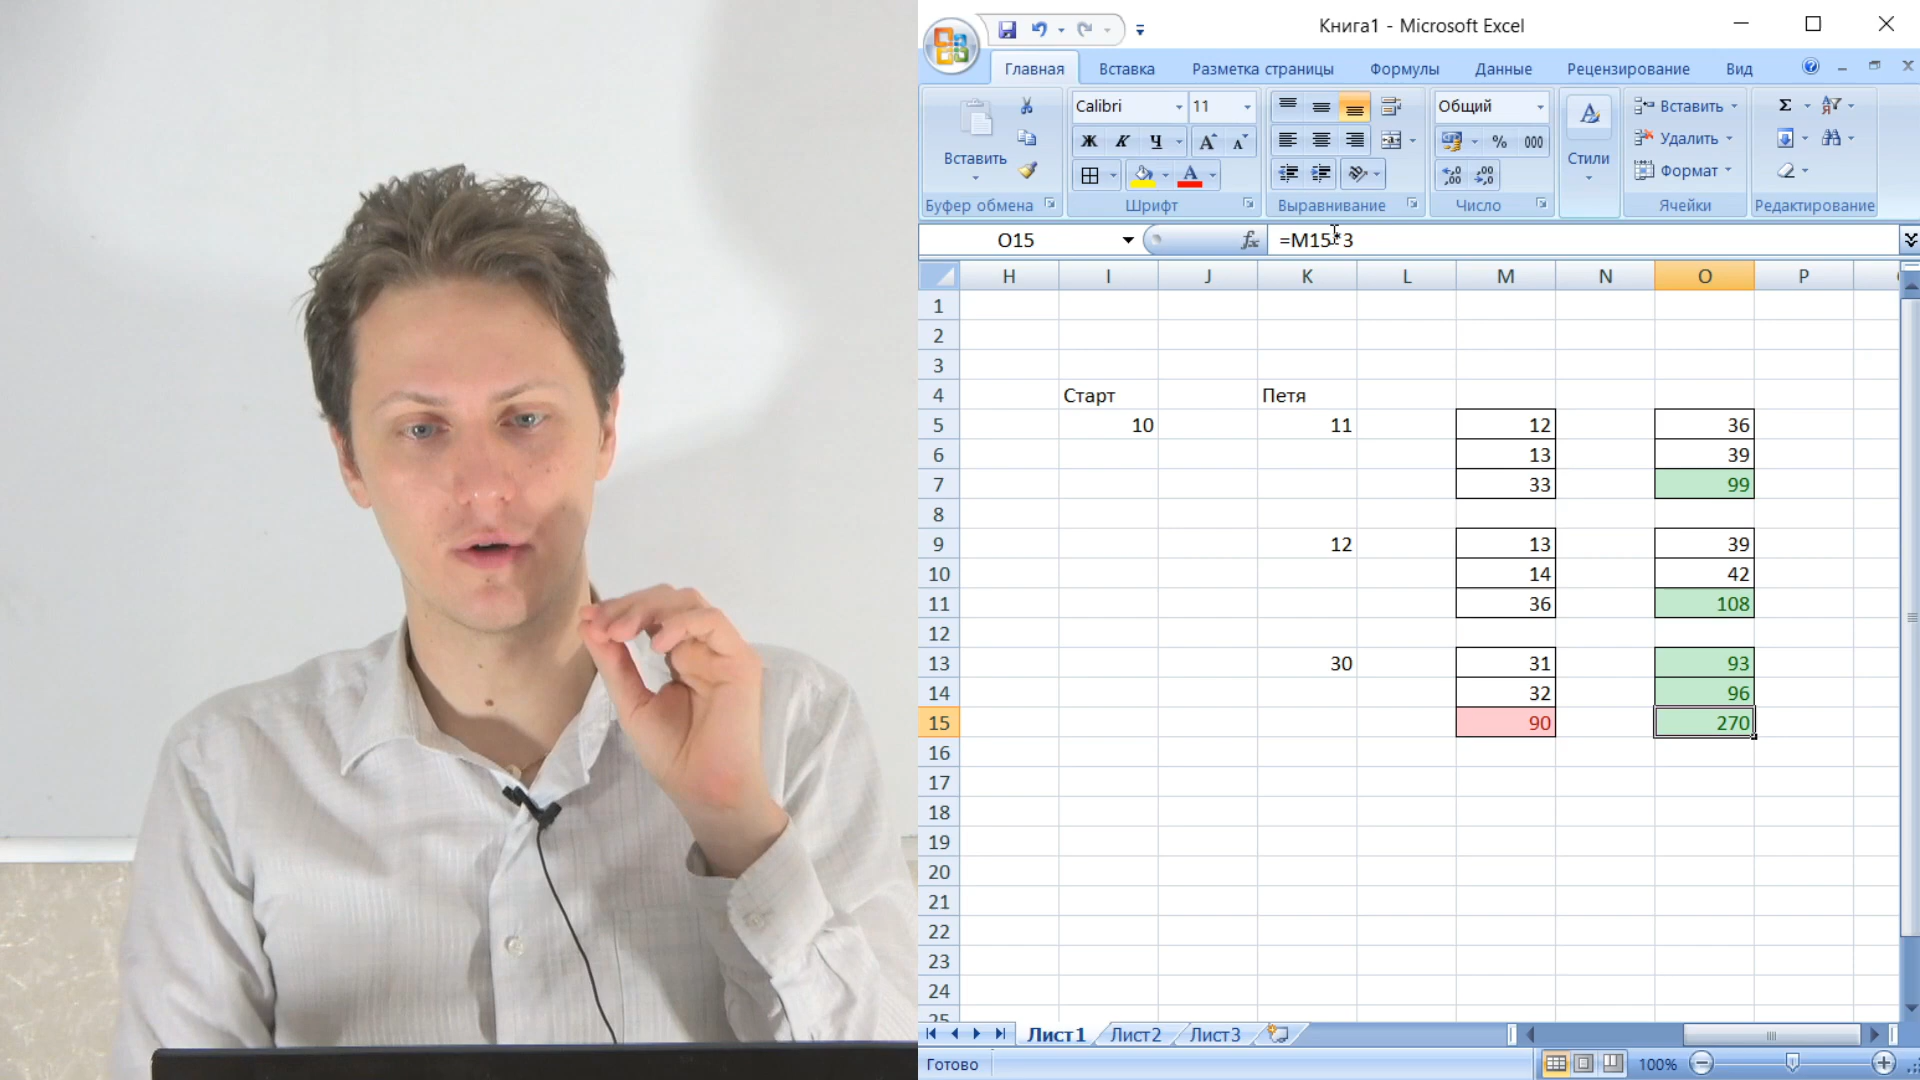 Книга1 - Microsoft Excel
Главная Вставка Разметка страницы Формулы Данные Рецензирование Вид
Calibri 11 Общий Вставить
Ж К Ч % 000 Удалить
Вставить Стили Формат
Буфер обмена Шрифт Выравнивание Число Ячейки Редактирование
O15 fx =M15*3
H I J K L M N O P
1
2
3
4 Старт Петя
5 10 11 12 36
6 13 39
7 33 99
8
9 12 13 39
10 14 42
11 36 108
12
13 30 31 93
14 32 96
15 90 270
16
17
18
19
20
21
22
23
24
25
Лист1 Лист2 Лист3
Готово 100%